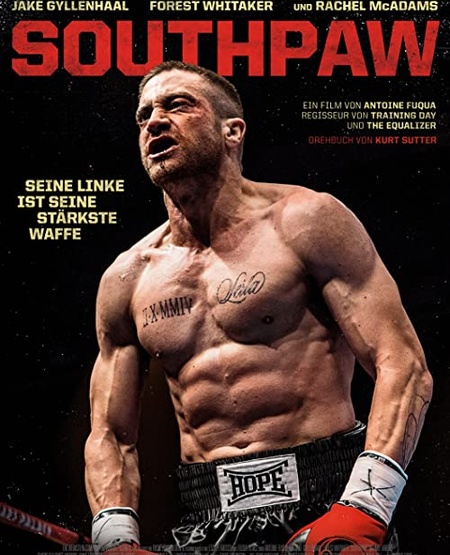 JAKE GYLLENHAAL FOREST WHITAKER UND RACHEL McADAMS
SOUTHPAW
EIN FILM VON ANTOINE FUQUA
REGISSEUR VON TRAINING DAY
UND THE EQUALIZER
DREHBUCH VON KURT SUTTER
SEINE LINKE
IST SEINE
STÄRKSTE
WAFFE
II·X·MMIV
Leila
HOPE